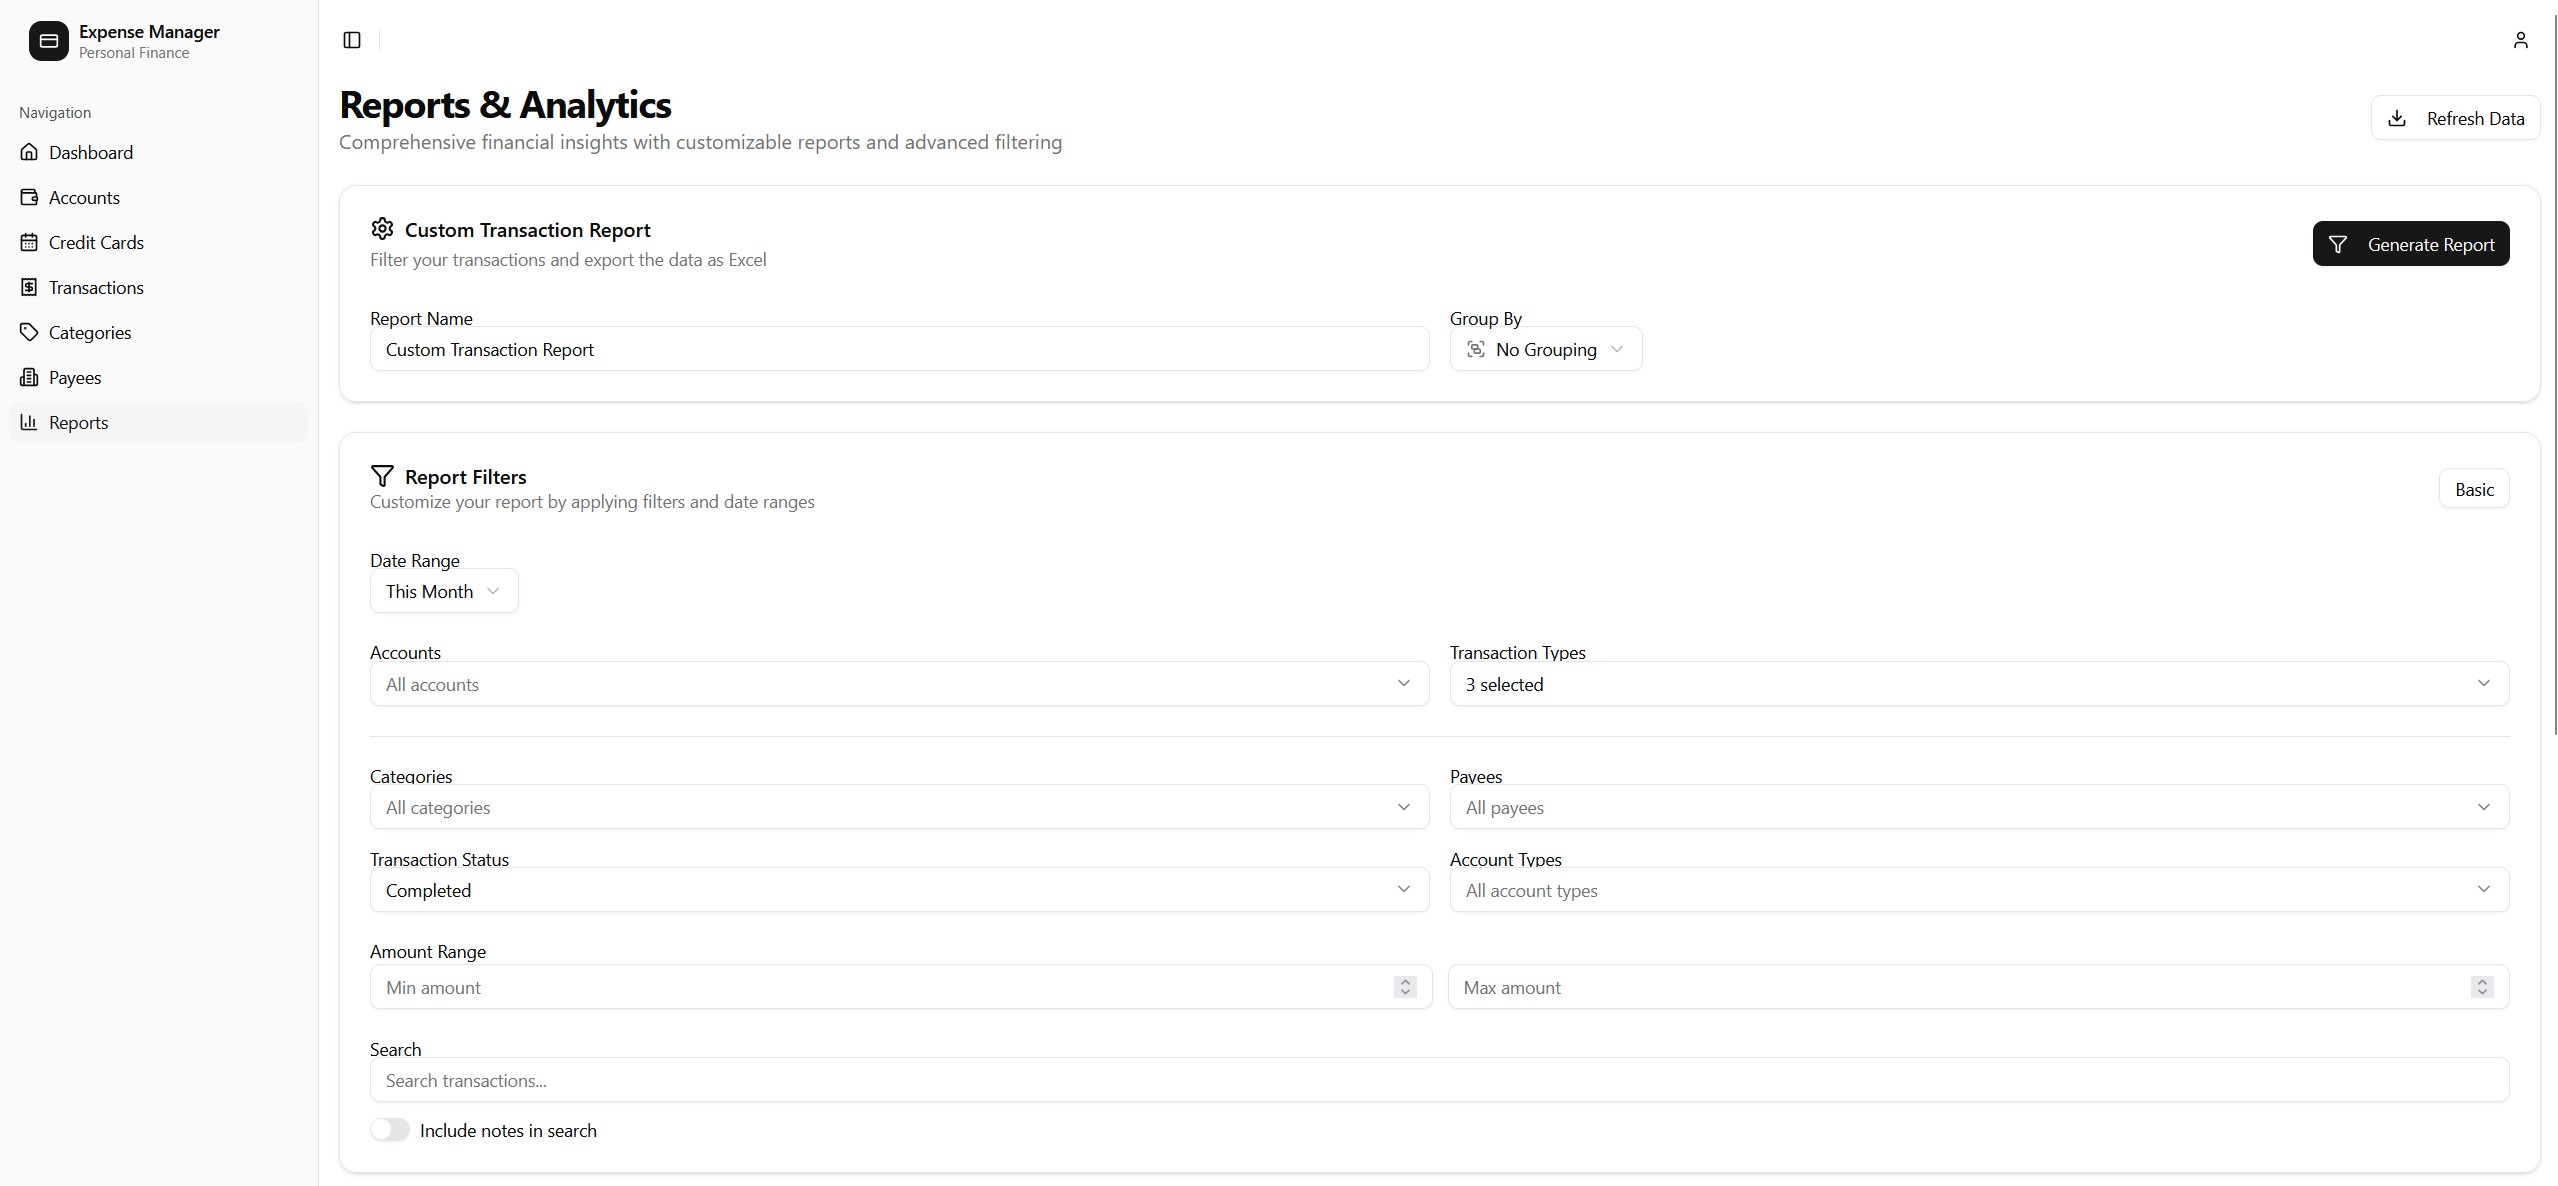 Expense Manager
Personal Finance
Navigation
Dashboard
Accounts
Credit Cards
Transactions
Categories
Payees
Reports
Reports & Analytics
Comprehensive financial insights with customizable reports and advanced filtering
Refresh Data
Custom Transaction Report
Filter your transactions and export the data as Excel
Generate Report
Report Name
Custom Transaction Report
Group By
No Grouping
Report Filters
Customize your report by applying filters and date ranges
Basic
Date Range
This Month
Accounts
All accounts
Transaction Types
3 selected
Categories
All categories
Payees
All payees
Transaction Status
Completed
Account Types
All account types
Amount Range
Min amount
Max amount
Search
Search transactions...
Include notes in search